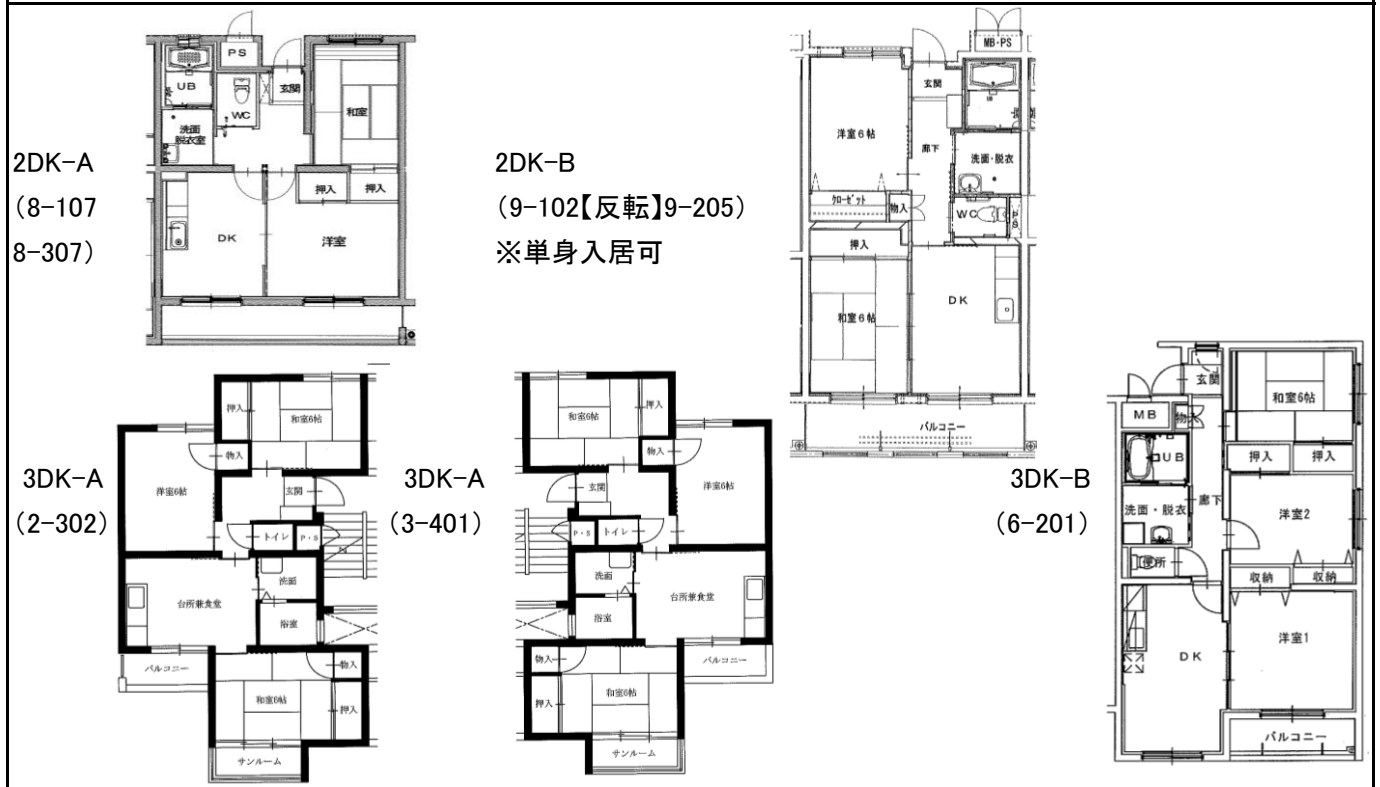 2DK-A
（8-107
8-307）
PS
UB
WC
玄関
和室
洗面
脱衣室
押入
押入
DK
洋室
2DK-B
（9-102【反転】9-205）
※単身入居可
MB・PS
玄関
UB
洋室6帖
廊下
洗面・脱衣
クローゼット
物入
WC
PS
押入
和室6帖
DK
バルコニー
3DK-A
（2-302）
押入
和室6帖
物入
洋室6帖
玄関
トイレ
P・S
洗面
台所兼食堂
浴室
バルコニー
物入
和室6帖
押入
サンルーム
3DK-A
（3-401）
和室6帖
押入
物入
洋室6帖
玄関
P・S
トイレ
洗面
台所兼食堂
浴室
物入
バルコニー
和室6帖
押入
サンルーム
3DK-B
（6-201）
玄関
和室6帖
MB
物入
UB
押入
押入
洗面・脱衣
廊下
洋室2
便所
収納
収納
洋室1
DK
バルコニー